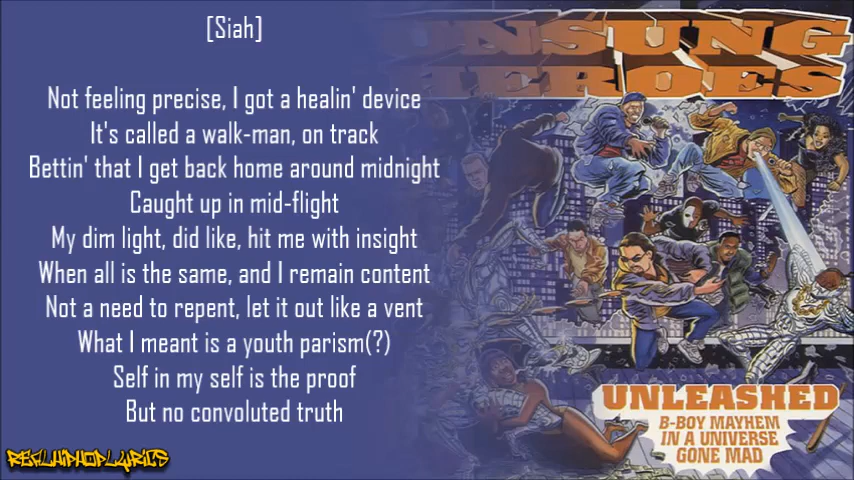 [Siah]
Not feeling precise, I got a healin' device
It's called a walk-man, on track
Bettin' that I get back home around midnight
Caught up in mid-flight
My dim light, did like, hit me with insight
When all is the same, and I remain content
Not a need to repent, let it out like a vent
What I meant is a youth parism(?)
Self in my self is the proof
But no convoluted truth
UNSUNG
HEROES
UNLEASHED
B-BOY MAYHEM
IN A UNIVERSE
GONE MAD
REALHIPHOPLYRICS